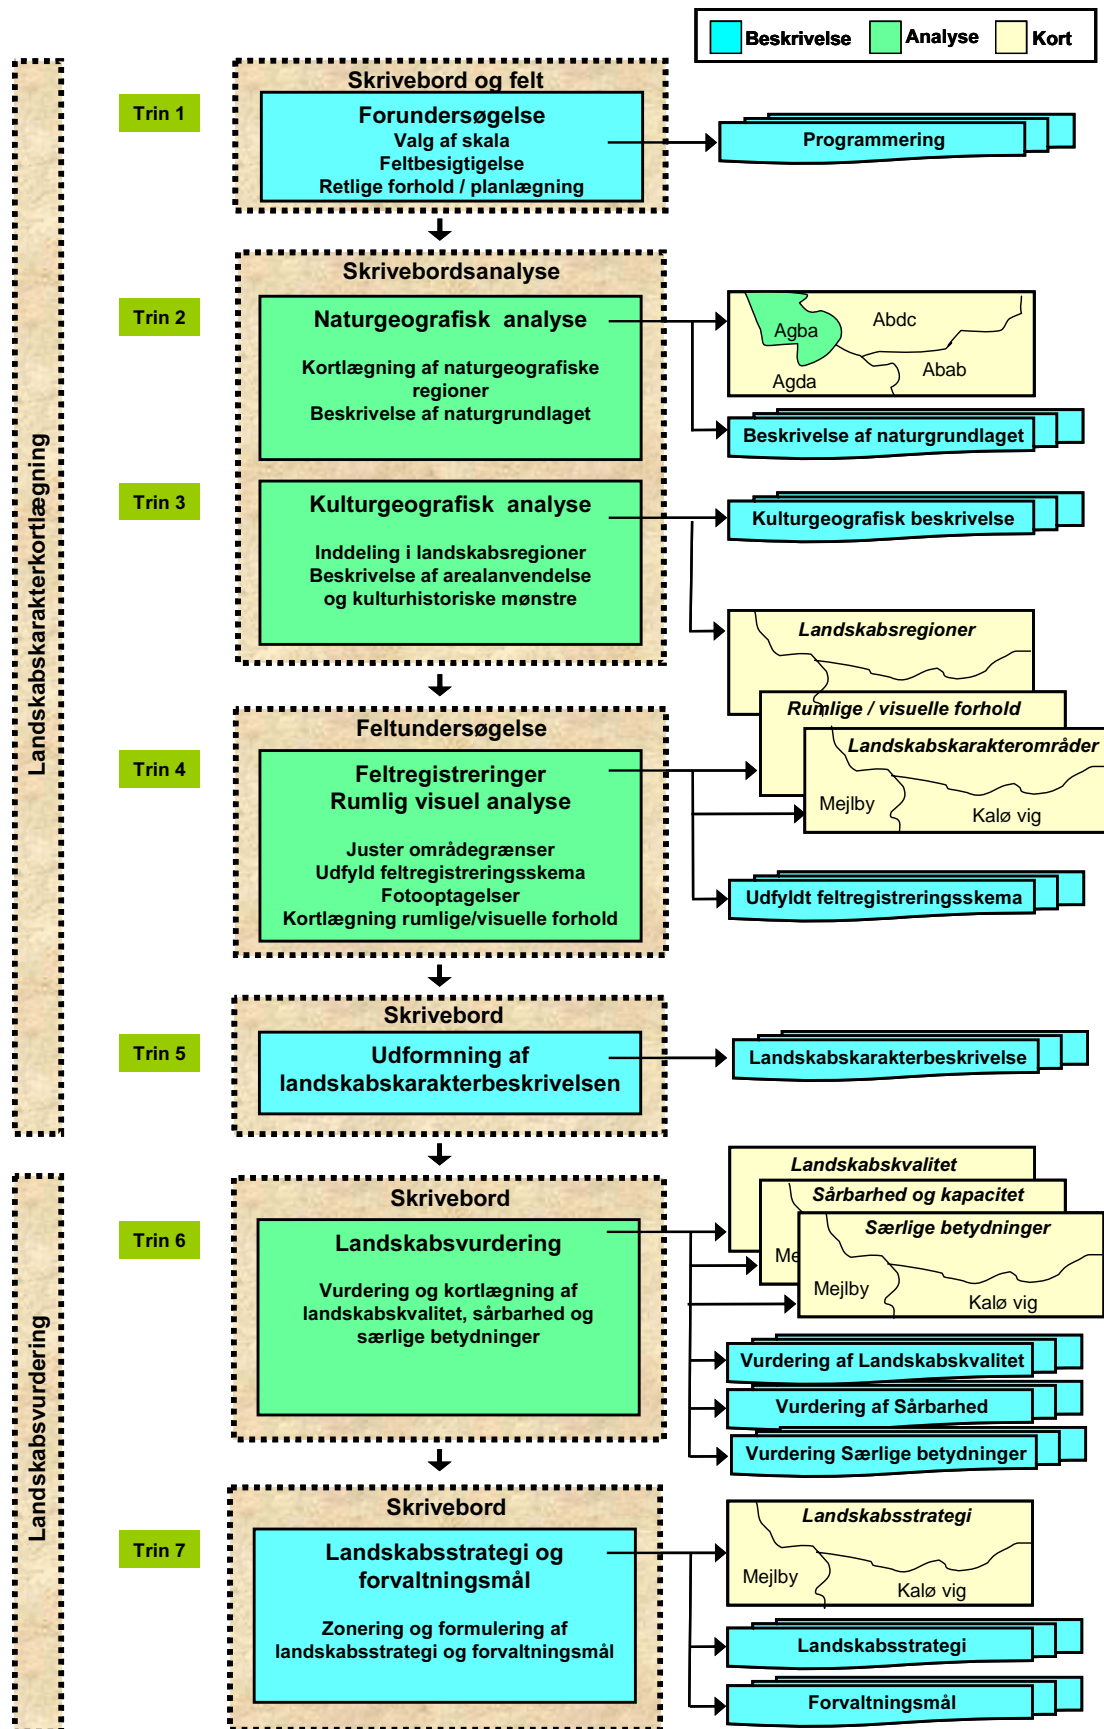 Beskrivelse
Analyse
Kort
Landskabskarakterkortlægning
Trin 1
Skrivebord og felt
Forundersøgelse
Valg af skala
Feltbesigtigelse
Retlige forhold / planlægning
Programmering
Skrivebordsanalyse
Trin 2
Naturgeografisk analyse
Kortlægning af naturgeografiske
regioner
Beskrivelse af naturgrundlaget
Agba
Abdc
Agda
Abab
Beskrivelse af naturgrundlaget
Trin 3
Kulturgeografisk analyse
Inddeling i landskabsregioner
Beskrivelse af arealanvendelse
og kulturhistoriske mønstre
Kulturgeografisk beskrivelse
Landskabsregioner
Rumlige / visuelle forhold
Landskabskarakterområder
Mejlby
Kalø vig
Feltundersøgelse
Trin 4
Feltregistreringer
Rumlig visuel analyse
Juster områdegrænser
Udfyld feltregistreringsskema
Fotooptagelser
Kortlægning rumlige/visuelle forhold
Udfyldt feltregistreringsskema
Skrivebord
Trin 5
Udformning af
landskabskarakterbeskrivelsen
Landskabskarakterbeskrivelse
Landskabsvurdering
Skrivebord
Trin 6
Landskabsvurdering
Vurdering og kortlægning af
landskabskvalitet, sårbarhed og
særlige betydninger
Landskabskvalitet
Sårbarhed og kapacitet
Særlige betydninger
Me
Mejlby
Kalø vig
Vurdering af Landskabskvalitet
Vurdering af Sårbarhed
Vurdering Særlige betydninger
Skrivebord
Trin 7
Landskabsstrategi og
forvaltningsmål
Zonering og formulering af
landskabsstrategi og forvaltningsmål
Landskabsstrategi
Mejlby
Kalø vig
Landskabsstrategi
Forvaltningsmål